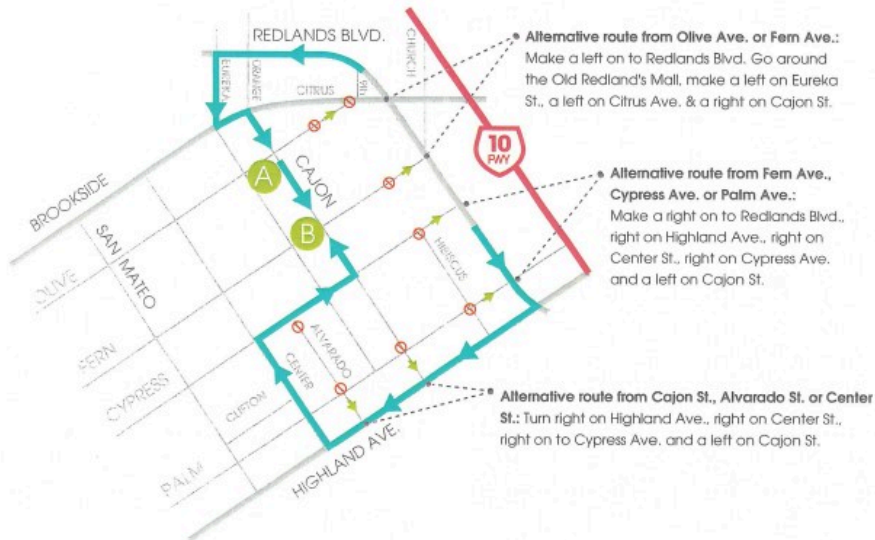 REDLANDS BLVD.
CHURCH
EUREKA
ORANGE
CITRUS
9th
10
FWY
BROOKSIDE
A
CAJON
B
SAN MATEO
OLIVE
HIBISCUS
FERN
ALVARADO
CENTER
CYPRESS
CLIFTON
PALM
HIGHLAND AVE.
Alternative route from Olive Ave. or Fern Ave.:
Make a left on to Redlands Blvd. Go around
the Old Redland's Mall, make a left on Eureka
St., a left on Citrus Ave. & a right on Cajon St.
Alternative route from Fern Ave.,
Cypress Ave. or Palm Ave.:
Make a right on to Redlands Blvd.,
right on Highland Ave., right on
Center St., right on Cypress Ave.
and a left on Cajon St.
Alternative route from Cajon St., Alvarado St. or Center
St.: Turn right on Highland Ave., right on Center St.,
right on to Cypress Ave. and a left on Cajon St.